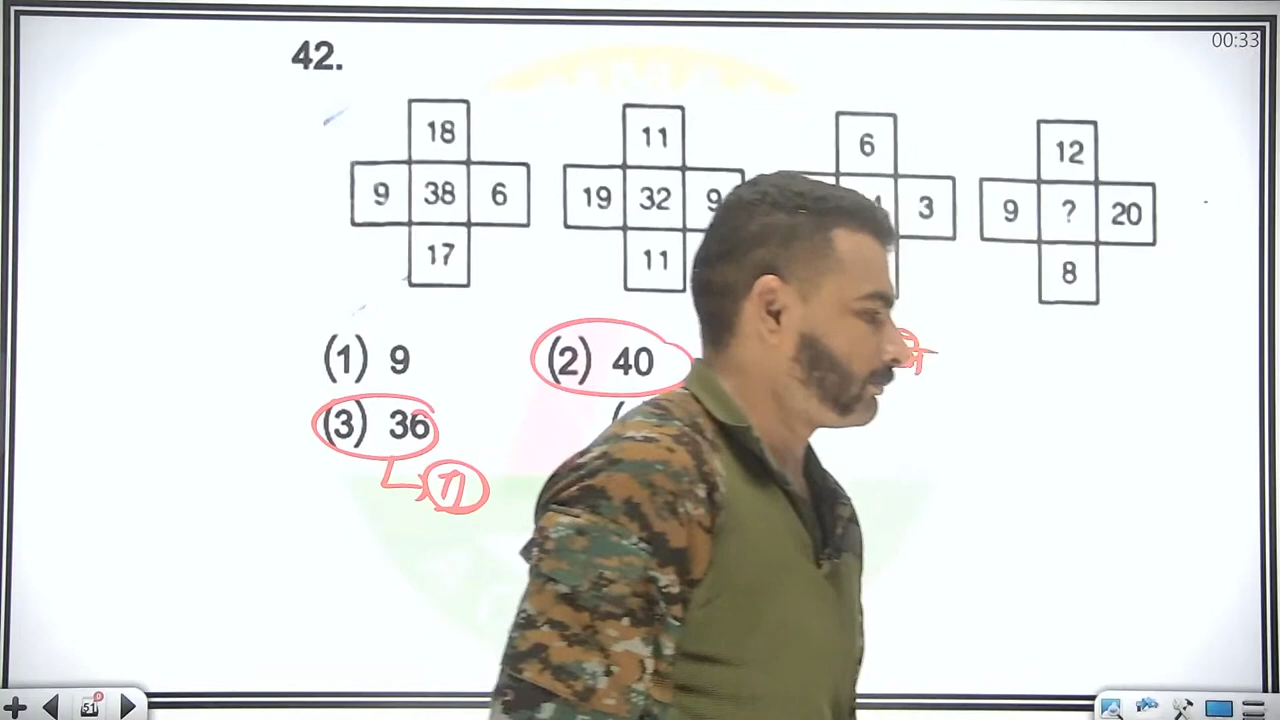 00:33
42.
18 11 6 12
9 38 6 19 32 9 3 9 ? 20
17 11 8
(1) 9 (2) 40
(3) 36
51